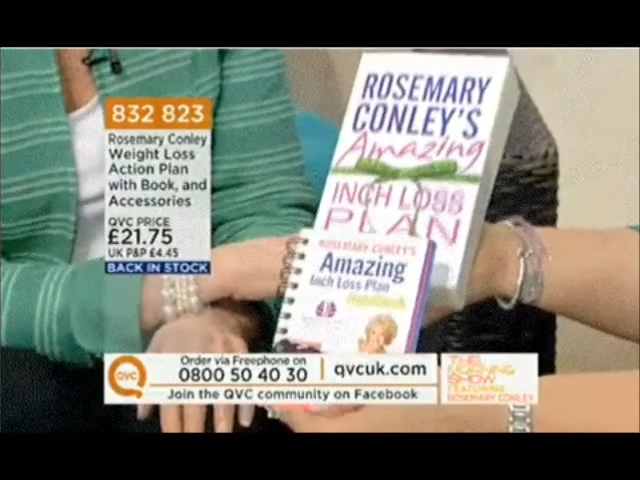 832 823
Rosemary Conley
Weight Loss
Action Plan
with Book, and
Accessories
QVC PRICE
£21.75
UK P&P £4.45
BACK IN STOCK
ROSEMARY
CONLEY'S
Amazing
INCH LOSS
PLAN
ROSEMARY CONLEY'S
Amazing
Inch Loss Plan
QVC
Order via Freephone on
0800 50 40 30
qvcuk.com
Join the QVC community on Facebook
THE
MORNING
SHOW
FEATURING
ROSEMARY CONLEY